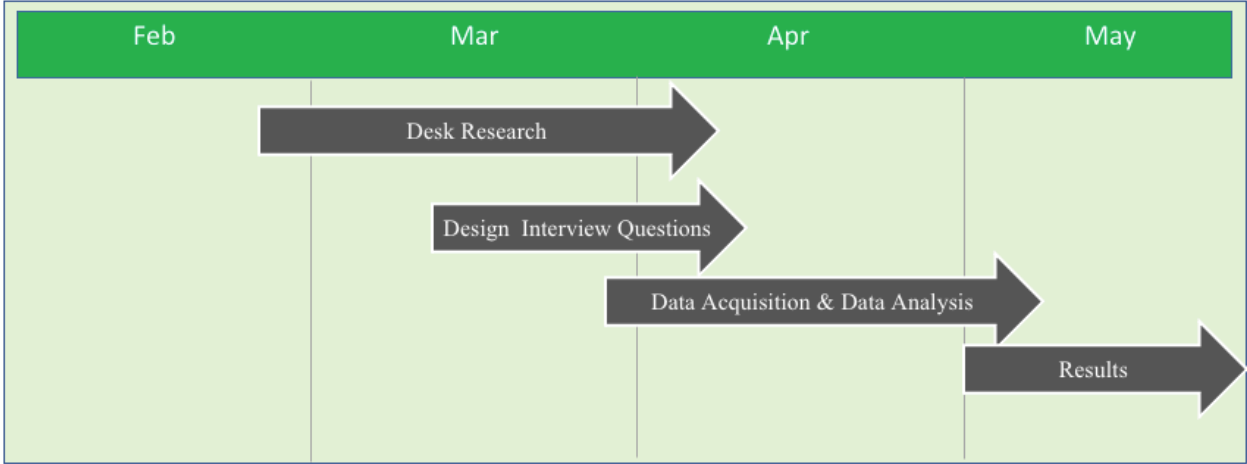 Feb Mar Apr May
Desk Research
Design  Interview Questions
Data Acquisition & Data Analysis
Results